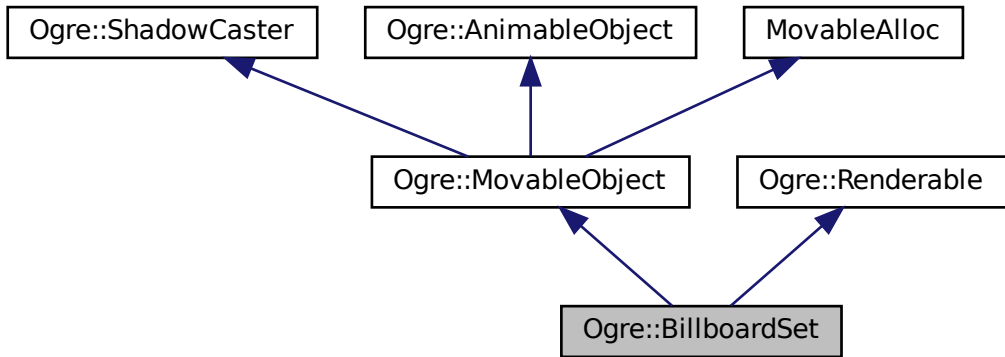 Ogre::ShadowCaster
Ogre::AnimableObject
MovableAlloc
Ogre::MovableObject
Ogre::Renderable
Ogre::BillboardSet